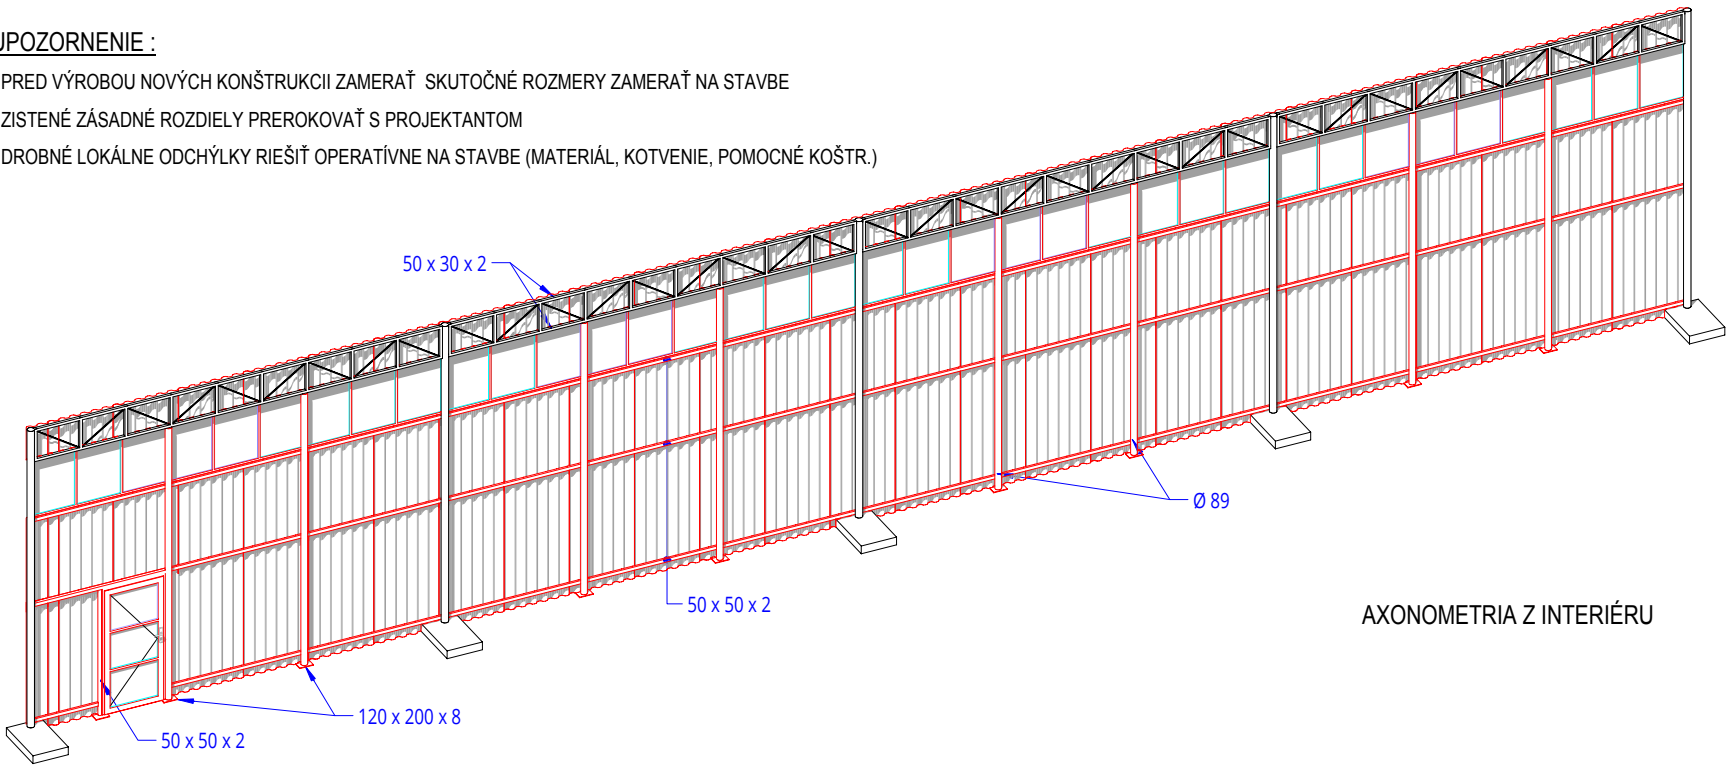 UPOZORNENIE :
PRED VÝROBOU NOVÝCH KONŠTRUKCII ZAMERAŤ SKUTOČNÉ ROZMERY ZAMERAŤ NA STAVBE
ZISTENÉ ZÁSADNÉ ROZDIELY PREROKOVAŤ S PROJEKTANTOM
DROBNÉ LOKÁLNE ODCHÝLKY RIEŠIŤ OPERATÍVNE NA STAVBE (MATERIÁL, KOTVENIE, POMOCNÉ KOŠTR.)
50 x 30 x 2
Ø 89
50 x 50 x 2
AXONOMETRIA Z INTERIÉRU
120 x 200 x 8
50 x 50 x 2